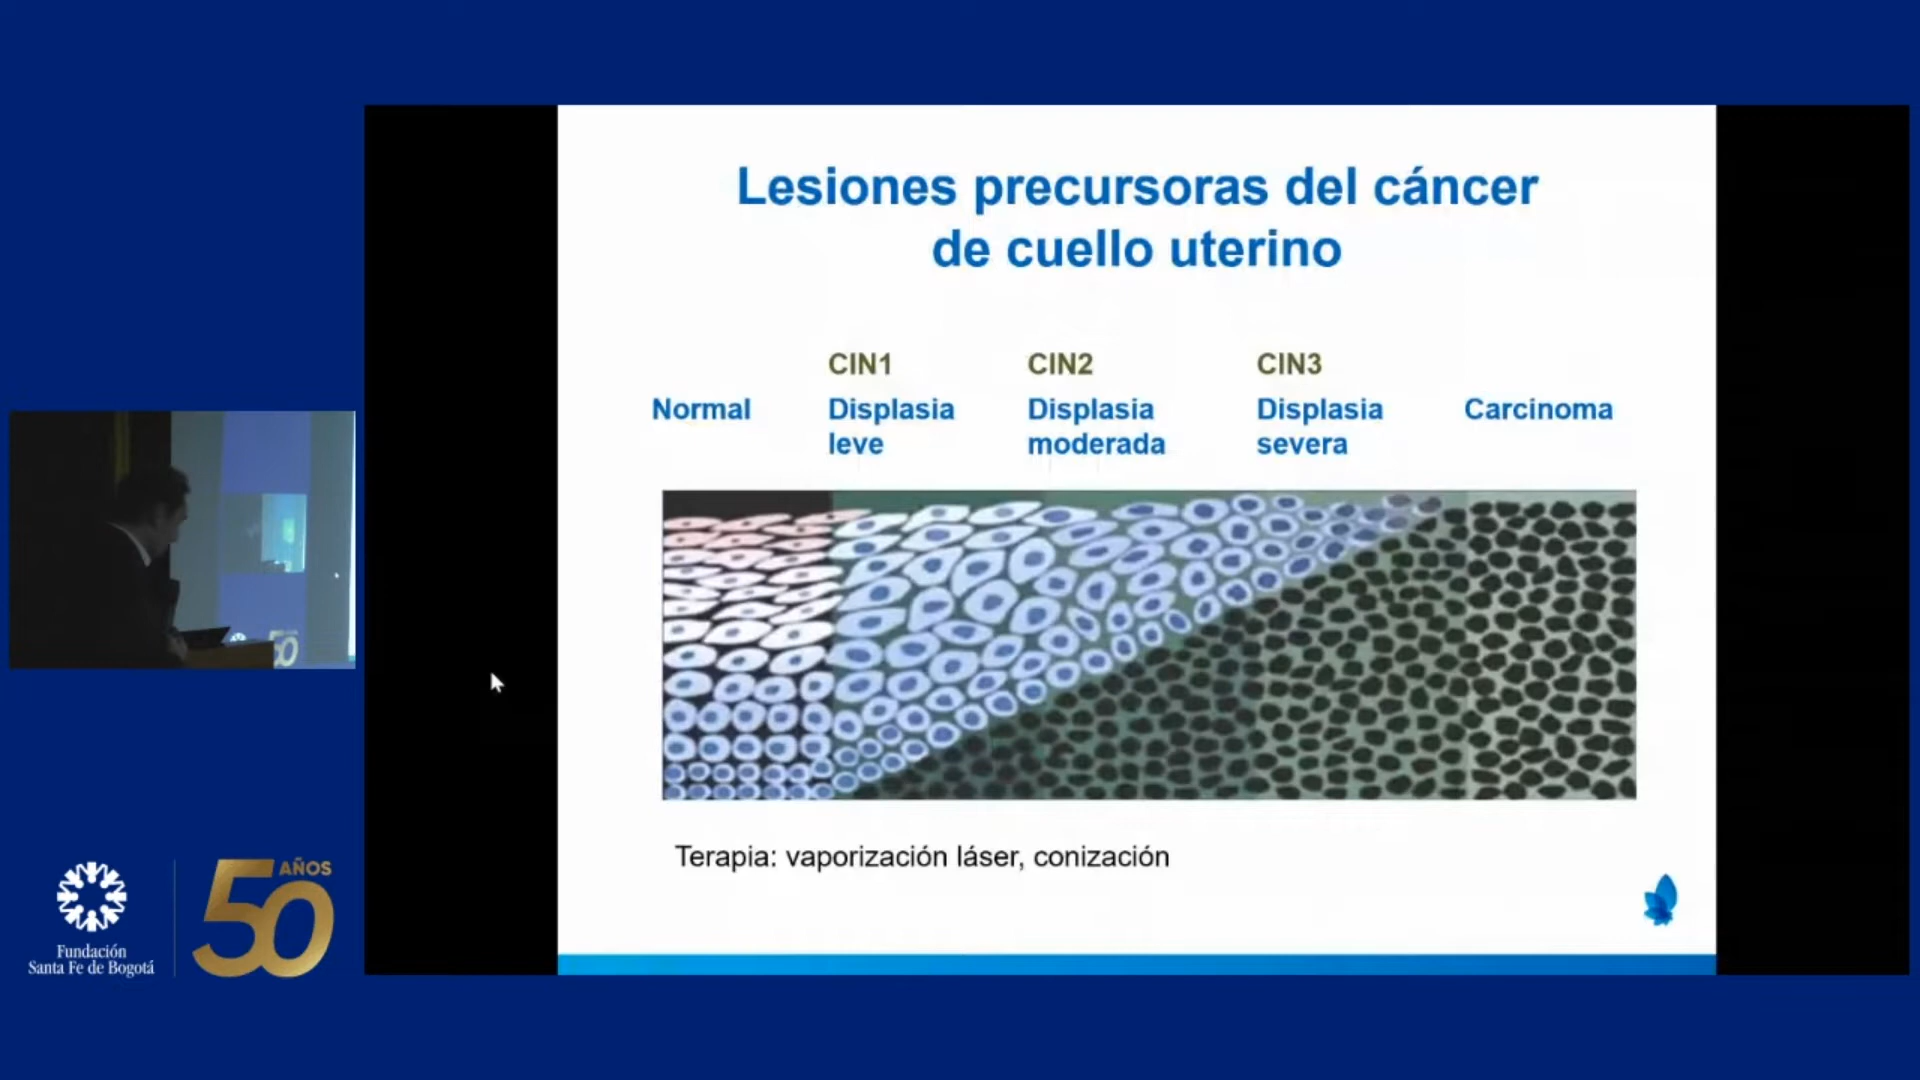 Lesiones precursoras del cáncer
de cuello uterino
CIN1 CIN2 CIN3
Normal Displasia leve Displasia moderada Displasia severa Carcinoma
Terapia: vaporización láser, conización
50
Fundación
Santa Fe de Bogotá
50 AÑOS